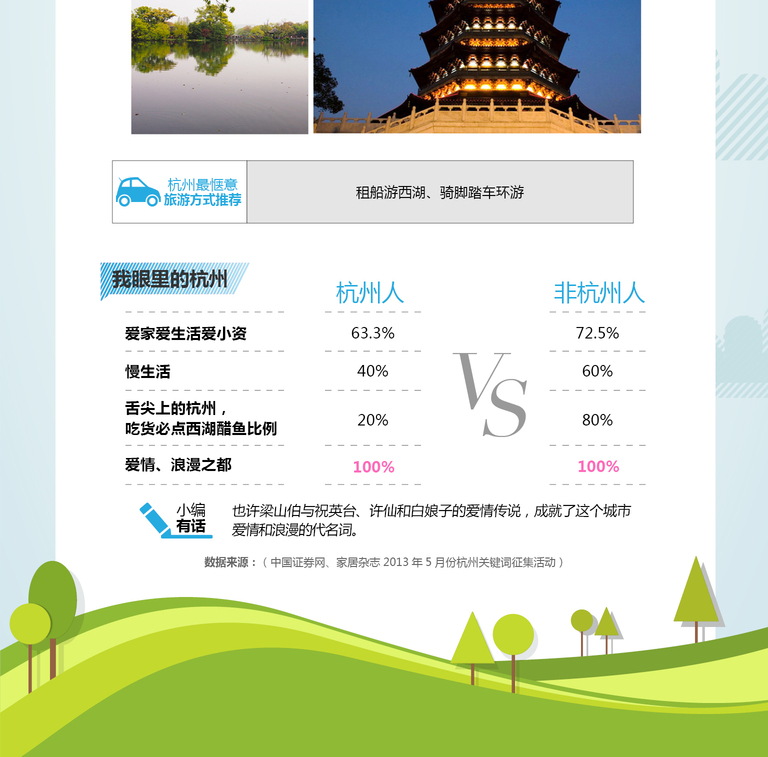 杭州最惬意
旅游方式推荐
租船游西湖、骑脚踏车环游
我眼里的杭州
杭州人
非杭州人
爱家爱生活爱小资 63.3% 72.5%
慢生活 40% 60%
VS
舌尖上的杭州，
吃货必点西湖醋鱼比例 20% 80%
爱情、浪漫之都 100% 100%
小编
有话
也许梁山伯与祝英台、许仙和白娘子的爱情传说，成就了这个城市
爱情和浪漫的代名词。
数据来源：（ 中国证券网、家居杂志 2013 年 5 月份杭州关键词征集活动 ）